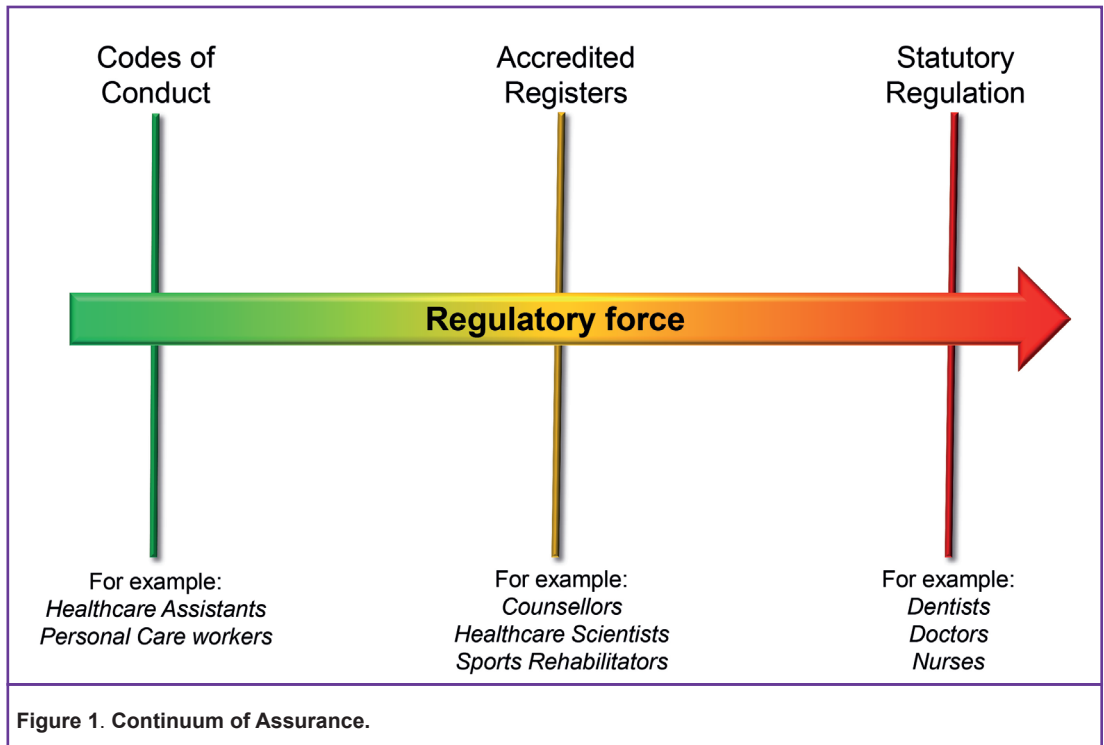 Codes of
Conduct
Accredited
Registers
Statutory
Regulation
Regulatory force
For example:
Healthcare Assistants
Personal Care workers
For example:
Counsellors
Healthcare Scientists
Sports Rehabilitators
For example:
Dentists
Doctors
Nurses
Figure 1. Continuum of Assurance.